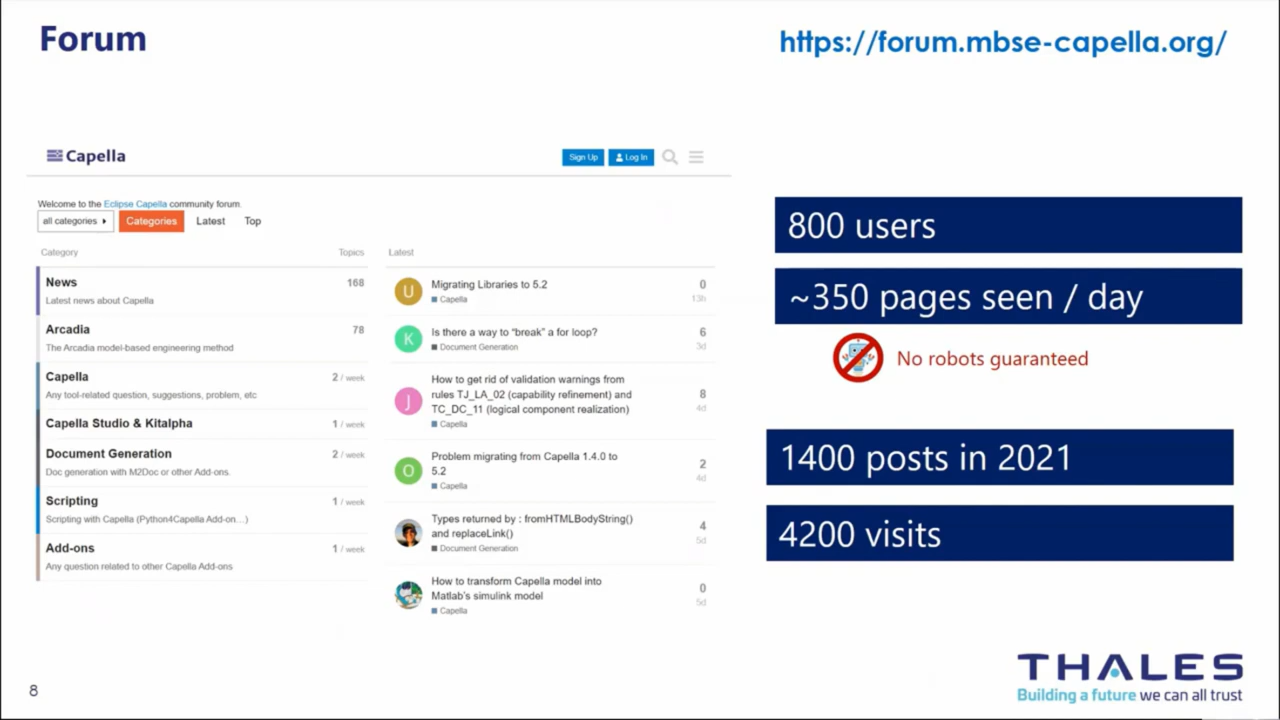 Forum
https://forum.mbse-capella.org/
Capella
Sign Up
Log In
Welcome to the Eclipse Capella community forum.
all categories
Categories
Latest
Top
Category
Topics
News
168
Latest news about Capella
Arcadia
78
The Arcadia model-based engineering method
Capella
2 / week
Any tool-related question, suggestions, problem, etc
Capella Studio & Kitalpha
1 / week
Document Generation
2 / week
Doc generation with M2Doc or other Add-ons.
Scripting
1 / week
Scripting with Capella (Python4Capella Add-on...)
Add-ons
1 / week
Any question related to other Capella Add-ons
Latest
U
Migrating Libraries to 5.2
0
Capella
13h
K
Is there a way to “break” a for loop?
6
Document Generation
3d
J
How to get rid of validation warnings from
rules TJ_LA_02 (capability refinement) and
TC_DC_11 (logical component realization)
8
4d
Capella
O
Problem migrating from Capella 1.4.0 to
5.2
2
4d
Capella
Types returned by : fromHTMLBodyString()
and replaceLink()
4
5d
Document Generation
How to transform Capella model into
Matlab's simulink model
0
5d
Capella
800 users
~350 pages seen / day
No robots guaranteed
1400 posts in 2021
4200 visits
8
THALES
Building a future we can all trust